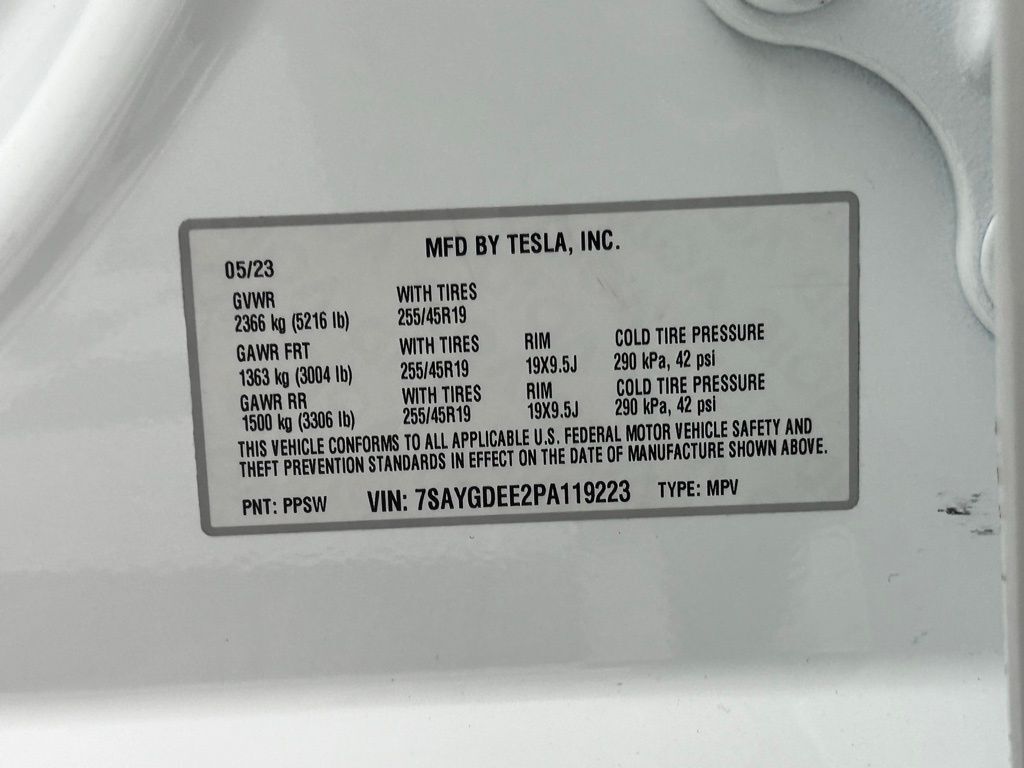 MFD BY TESLA, INC.
05/23
GVWR WITH TIRES
2366 kg (5216 lb) 255/45R19
GAWR FRT WITH TIRES RIM COLD TIRE PRESSURE
1363 kg (3004 lb) 255/45R19 19X9.5J 290 kPa, 42 psi
GAWR RR WITH TIRES RIM COLD TIRE PRESSURE
1500 kg (3306 lb) 255/45R19 19X9.5J 290 kPa, 42 psi
THIS VEHICLE CONFORMS TO ALL APPLICABLE U.S. FEDERAL MOTOR VEHICLE SAFETY AND
THEFT PREVENTION STANDARDS IN EFFECT ON THE DATE OF MANUFACTURE SHOWN ABOVE.
PNT: PPSW VIN: 7SAYGDEE2PA119223 TYPE: MPV